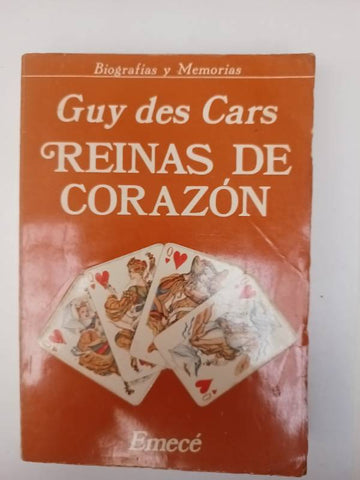 Biografías y Memorias
Guy des Cars
REINAS DE
CORAZÓN
Q
Emecé